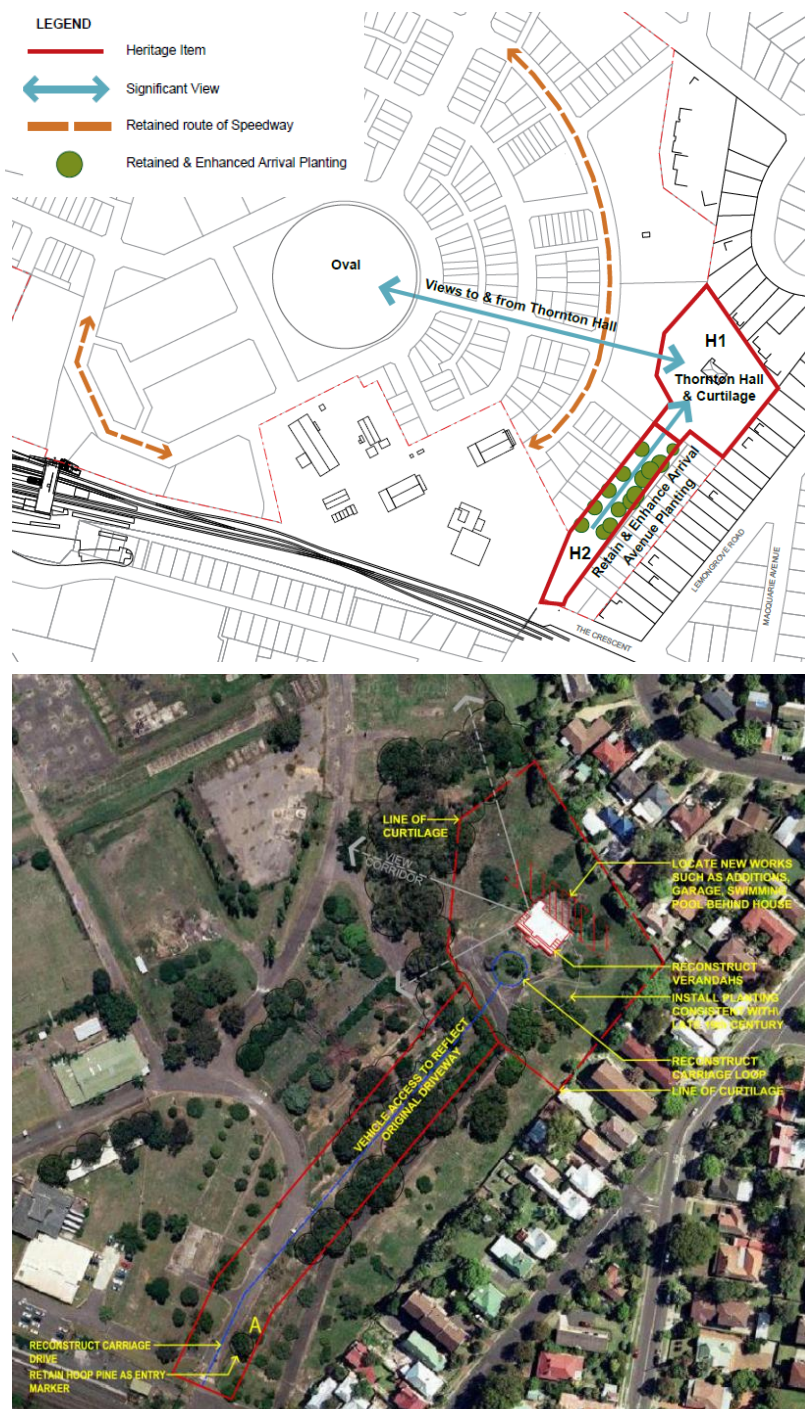 LEGEND
Heritage Item
Significant View
Retained route of Speedway
Retained & Enhanced Arrival Planting
Oval
Views to & from Thornton Hall
H1
Thornton Hall
& Curtilage
Retain & Enhance Arrival
Avenue Planting
H2
LEMONGROVE ROAD
MACQUARIE AVENUE
THE CRESCENT
LINE OF
CURTILAGE
VIEW
CORRIDOR
LOCATE NEW WORKS
SUCH AS ADDITIONS,
GARAGE, SWIMMING
POOL BEHIND HOUSE
RECONSTRUCT
VERANDAHS
INSTALL PLANTING
CONSISTENT WITH
LATE 19TH CENTURY
RECONSTRUCT
CARRIAGE LOOP
LINE OF CURTILAGE
VEHICLE ACCESS TO REFLECT
ORIGINAL DRIVEWAY
A
RECONSTRUCT CARRIAGE
DRIVE
RETAIN HOOP PINE AS ENTRY
MARKER